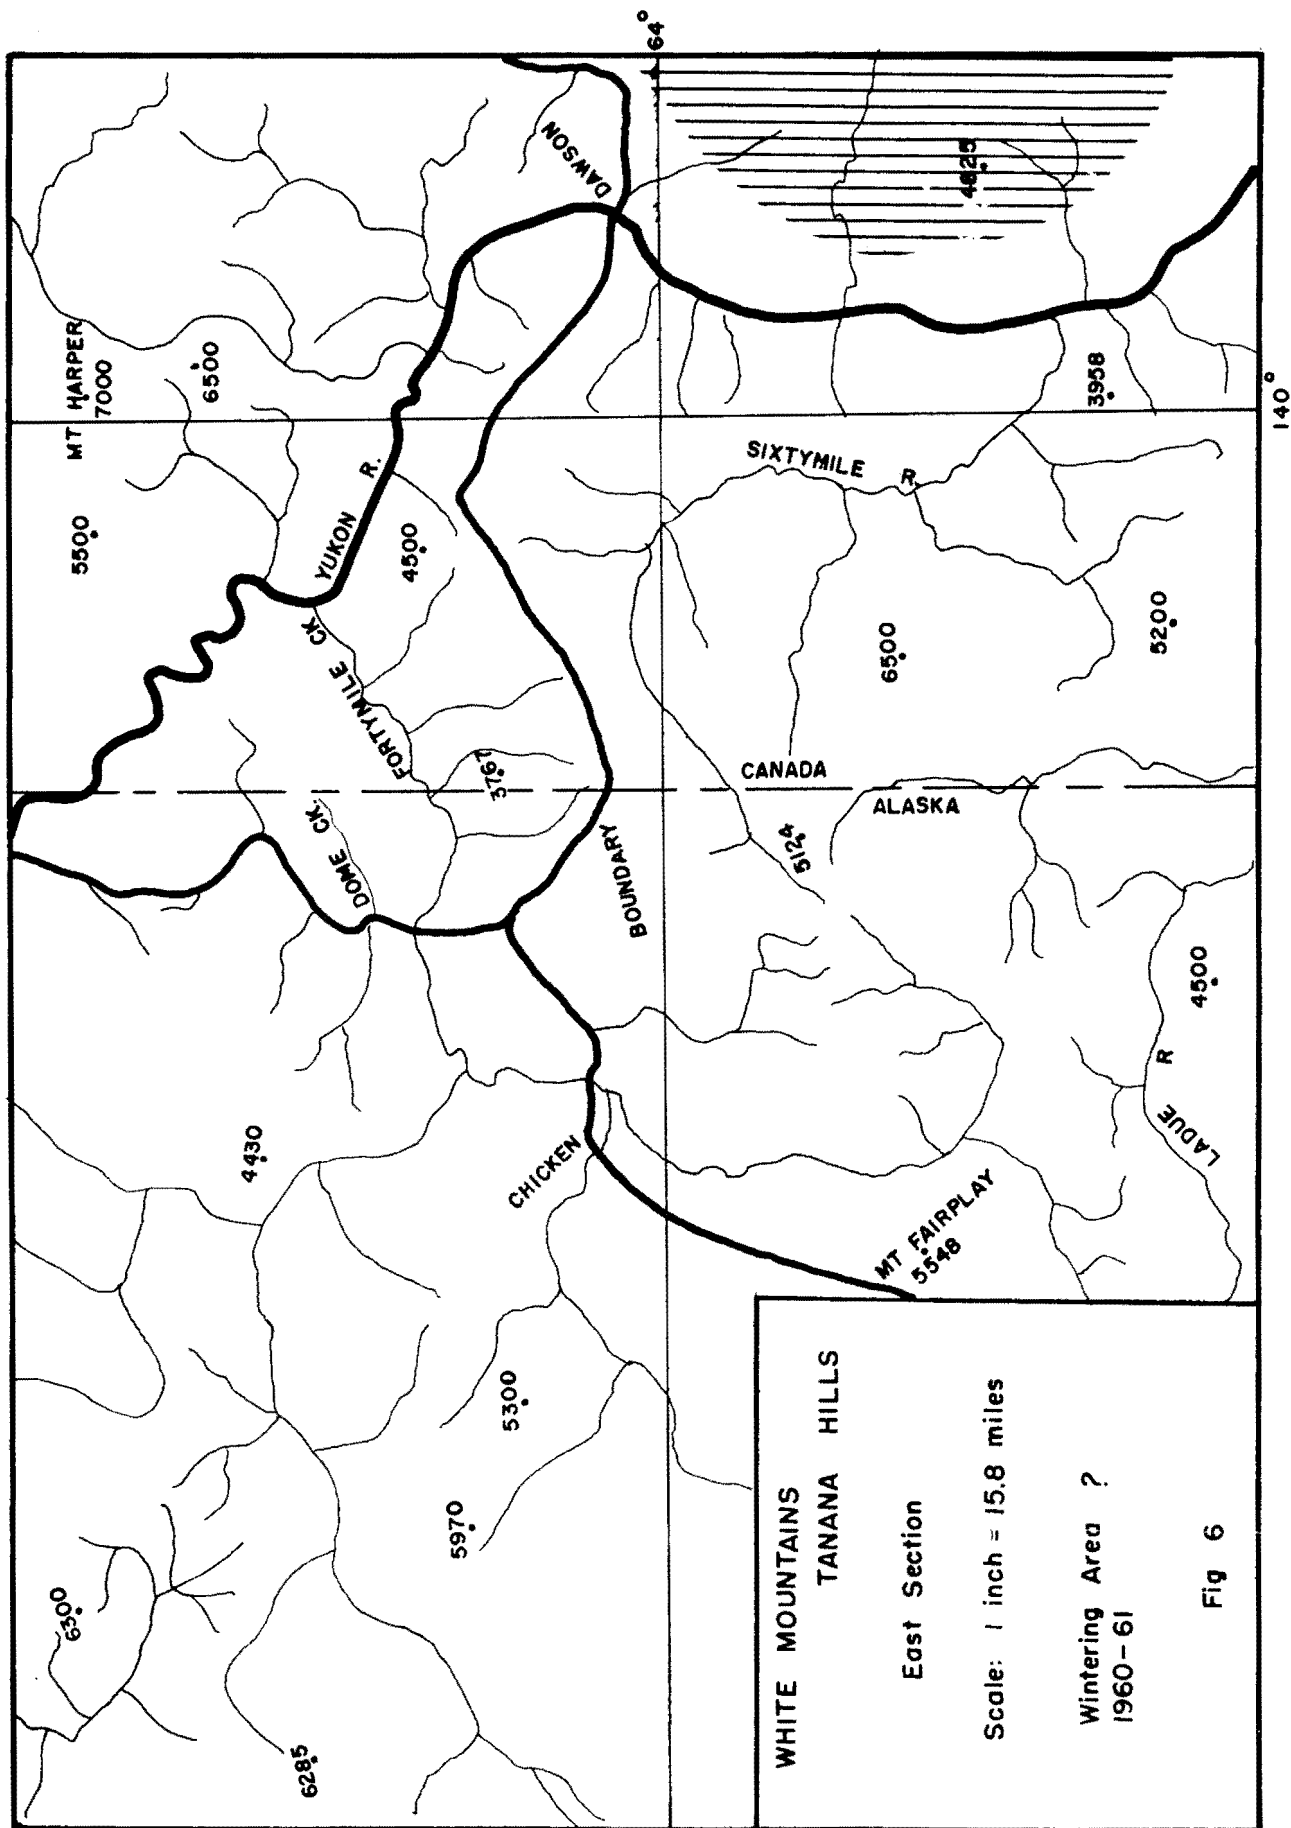 64°
MT HARPER
7000
6500
5500
YUKON R.
4500
FORTYMILE CK
3767
DOME CK.
DAWSON
4825
3958
140°
SIXTYMILE R.
6500
5200
CANADA
ALASKA
5124
BOUNDARY
4500
LADUE R
4430
CHICKEN
MT FAIRPLAY
5548
5300
5970
6300
6285
WHITE MOUNTAINS
TANANA HILLS
East Section
Scale: 1 inch = 15.8 miles
Wintering Area ?
1960-61
Fig 6